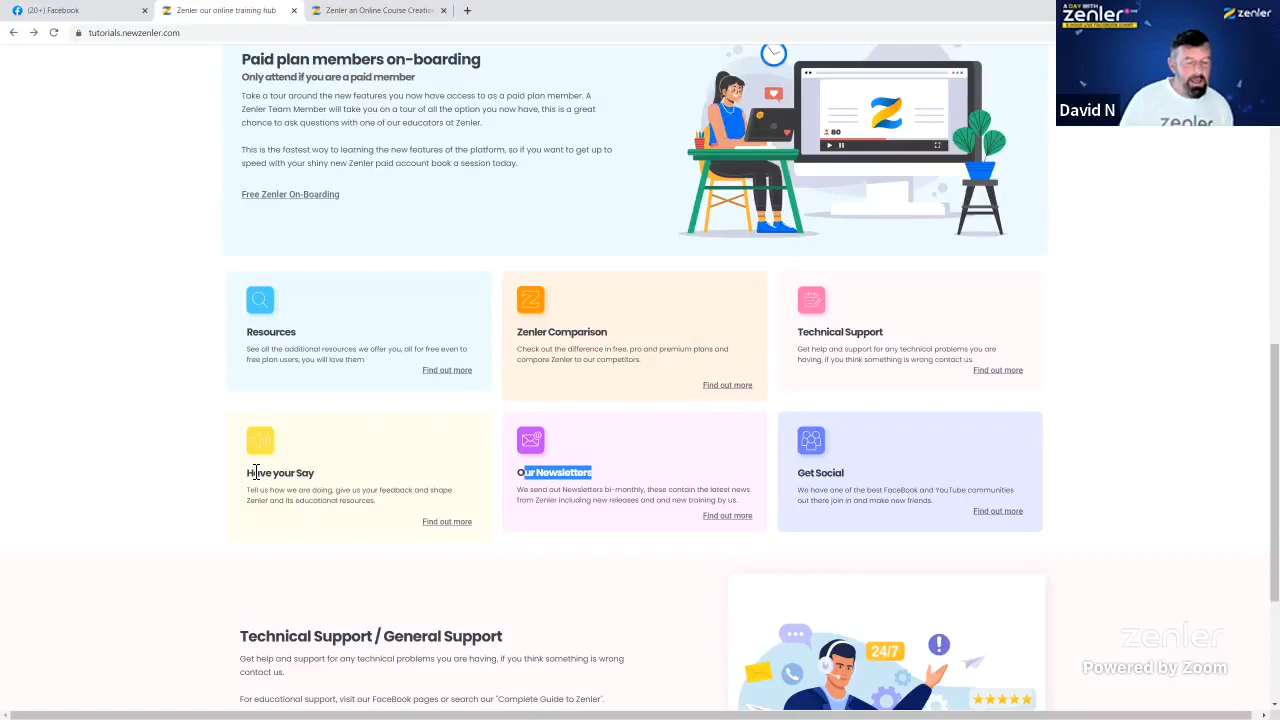 (20+) Facebook
Zenler our online training hub
Zenler an Online Course Creatio
tutorials.newzenler.com
A DAY WITH
zenler
zenler
David N
zenler
Paid plan members on-boarding
Only attend if you are a paid member
Take a tour around the new features you now have access to as a paid plan member. A
Zenler Team Member will take you on a tour of all the option you now have, this is a great
chance to ask questions with one of our educators at Zenler.
This is the fastest way to learning the new features of the platform, so if you want to get up to
speed with your shiny new Zenler paid account book a session today.
Free Zenler On-Boarding
80
Resources
See all the additional resources we offer you, all for free even to
free plan users, you will love them.
Find out more
Zenler Comparison
Check out the difference in free, pro and premium plans and
compare Zenler to our competitors.
Find out more
Technical Support
Get help and support for any technical problems you are
having, if you think something is wrong contact us.
Find out more
Have your Say
Tell us how we are doing, give us your feedback and shape
Zenler and its educational resources.
Find out more
Our Newsletters
We send out Newsletters bi-monthly, these contain the latest news
from Zenler including new releases and and new training by us.
Find out more
Get Social
We have one of the best FaceBook and YouTube communities
out there join in and make new friends.
Find out more
Technical Support / General Support
Get help and support for any technical problems you are having, if you think something is wrong
contact us.
For educational support, visit our FaceBook pages or search our "Complete Guide to Zenler".
24/7
zenler
Powered by Zoom